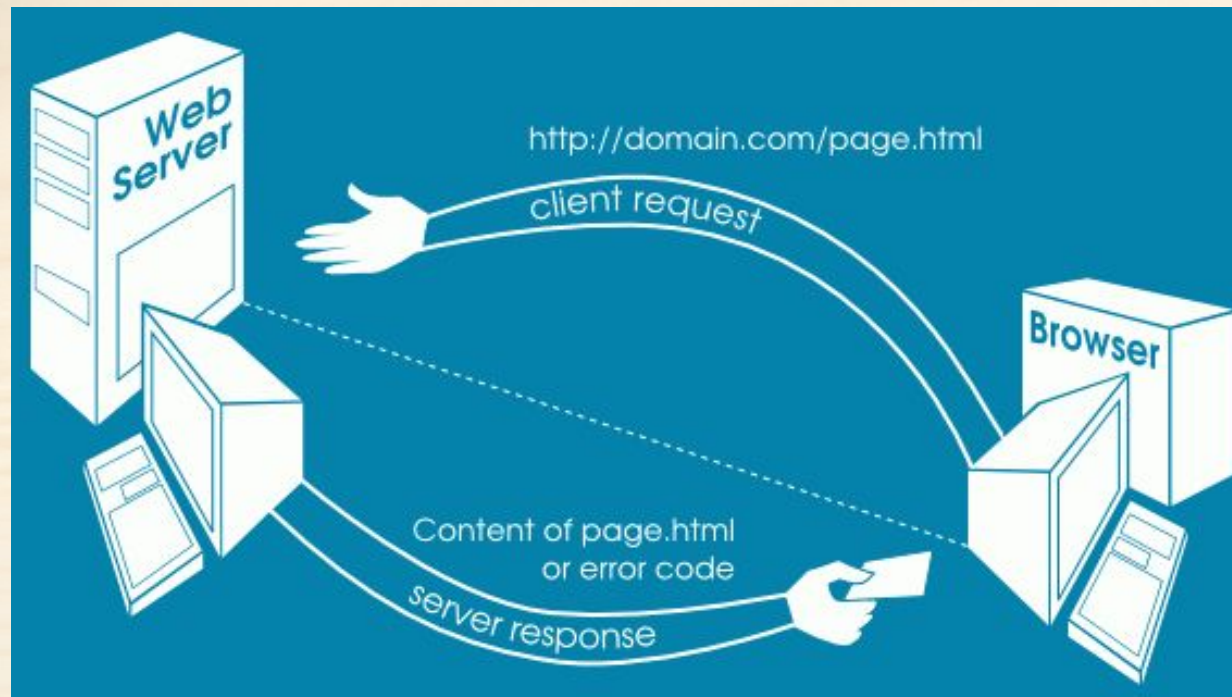 Web
Server
http://domain.com/page.html
client request
Browser
Content of page.html
or error code
server response